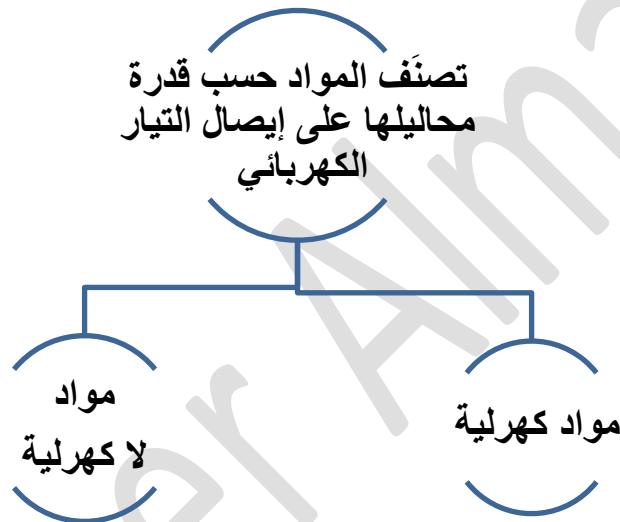 تصنَف المواد حسب قدرة
محاليلها على إيصال التيار
الكهربائي
مواد كهرلية
مواد
لا كهرلية